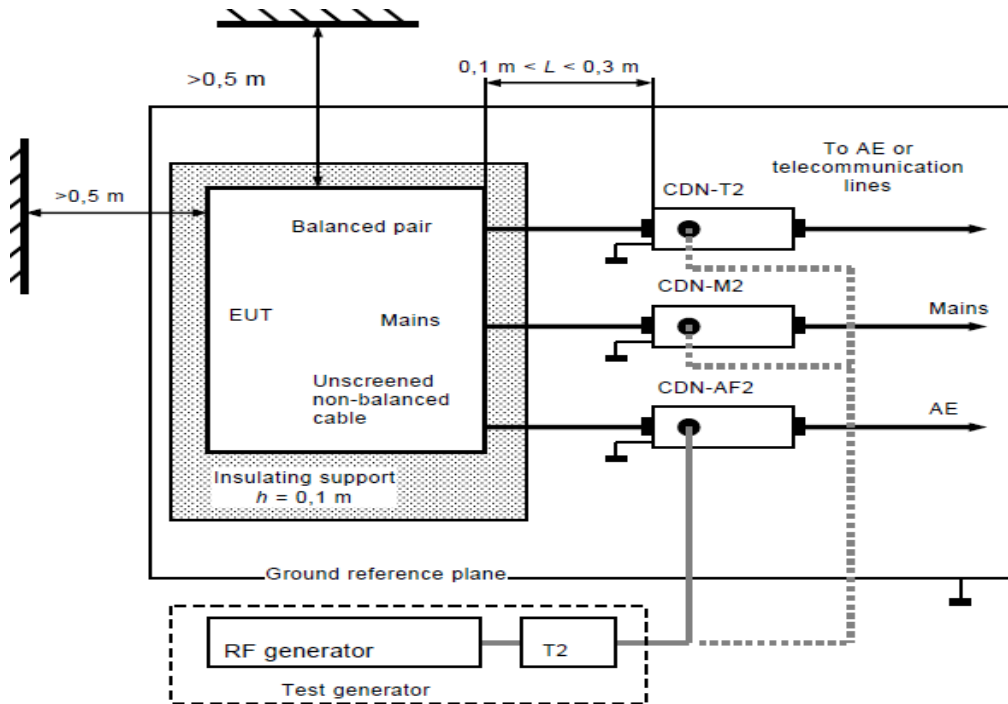 >0,5 m
0,1 m < L < 0,3 m
>0,5 m
To AE or
telecommunication
lines
CDN-T2
Balanced pair
EUT
Mains
CDN-M2
Mains
Unscreened
non-balanced
cable
CDN-AF2
AE
Insulating support
h = 0,1 m
Ground reference plane
RF generator
T2
Test generator